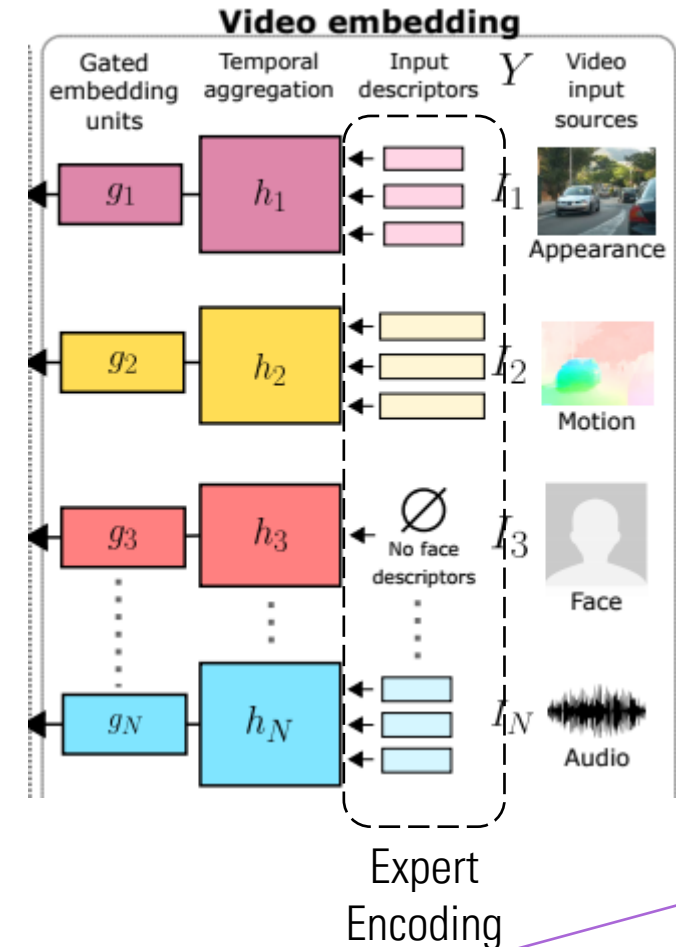 Video embedding
Gated embedding units
Temporal aggregation
Input descriptors
Y
Video input sources
g1
h1
I1
Appearance
g2
h2
I2
Motion
g3
h3
∅
No face descriptors
I3
Face
gN
hN
IN
Audio
Expert
Encoding